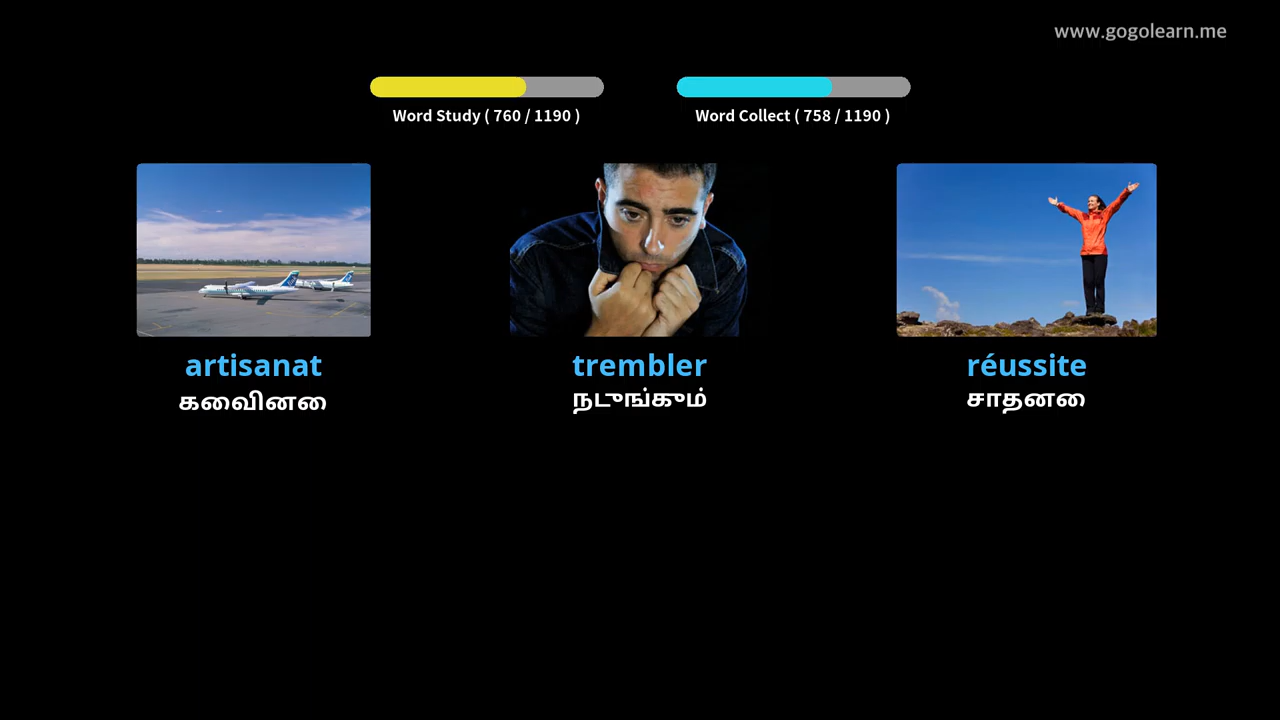 www.gogolearn.me
Word Study ( 760 / 1190 )
Word Collect ( 758 / 1190 )
artisanat
trembler
réussite
கைவினை
நடுங்கும்
சாதனை